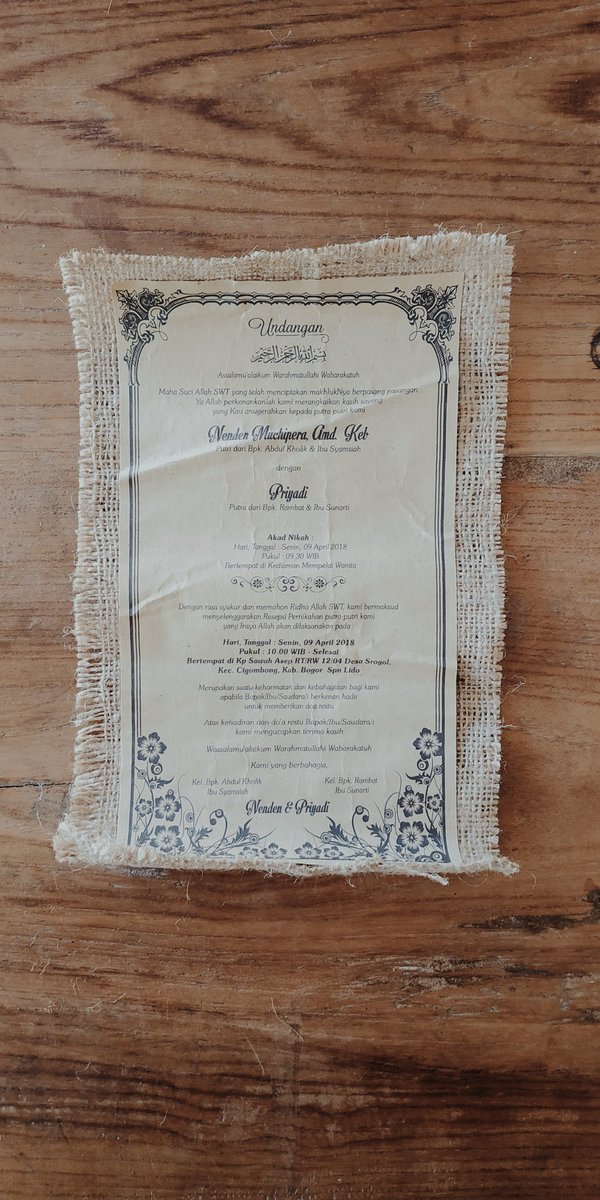 Undangan
بِسْمِ اللهِ الرَّحْمٰنِ الرَّحِيْمِ
Assalamu'alaikum Warahmatullahi Wabarakatuh
Maha Suci Allah SWT yang telah menciptakan makhlukNya berpasang pasangan.
Ya Allah perkenankanlah kami merangkaikan kasih sayang
yang Kau anugerahkan kepada putra putri kami
Nenden Muchinera, Amd. Keb
Putri dari Bpk. Abdul Kholik & Ibu Syamsiah
dengan
Priyadi
Putra dari Bpk. Rambat & Ibu Sunarti
Akad Nikah :
Hari, Tanggal : Senin, 09 April 2018
Pukul : 09.30 WIB
Bertempat di Kediaman Mempelai Wanita
Dengan rasa syukur dan memohon Ridho Allah SWT, kami bermaksud
menyelenggarakan Resepsi Pernikahan putra-putri kami
yang Insya Allah akan dilaksanakan pada :
Hari, Tanggal : Senin, 09 April 2018
Pukul : 10.00 WIB - Selesai
Bertempat di Kp Sawah Asep RT/RW 12/04 Desa Srogol,
Kec. Cigombong, Kab. Bogor Spn Lido
Merupakan suatu kehormatan dan kebahagiaan bagi kami
apabila Bapak/Ibu/Saudara/i berkenan hadir
untuk memberikan do'a restu
Atas kehadiran dan do'a restu Bapak/Ibu/Saudara/i
kami mengucapkan terima kasih
Wassalamu'alaikum Warahmatullahi Wabarakatuh
Kami yang berbahagia,
Kel. Bpk. Abdul Kholik
Ibu Syamsiah
Kel. Bpk. Rambat
Ibu Sunarti
Nenden & Priyadi